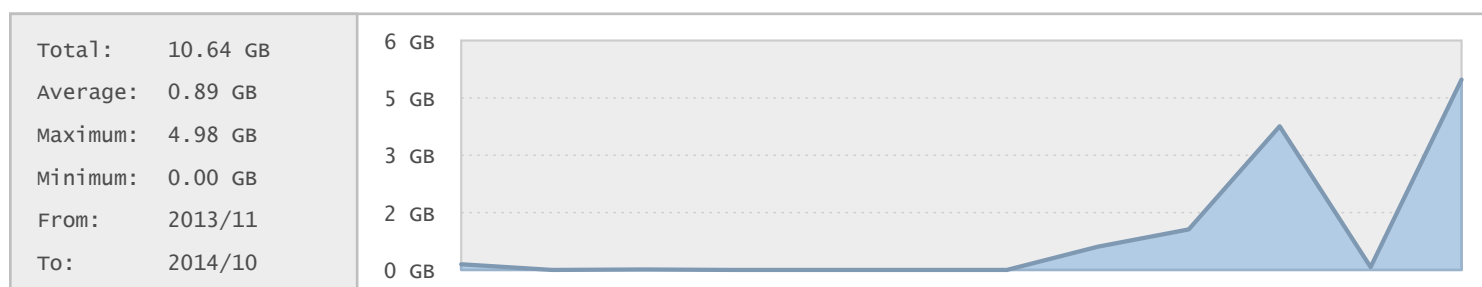 Total: 10.64 GB
Average: 0.89 GB
Maximum: 4.98 GB
Minimum: 0.00 GB
From: 2013/11
To: 2014/10
6 GB
5 GB
3 GB
2 GB
0 GB